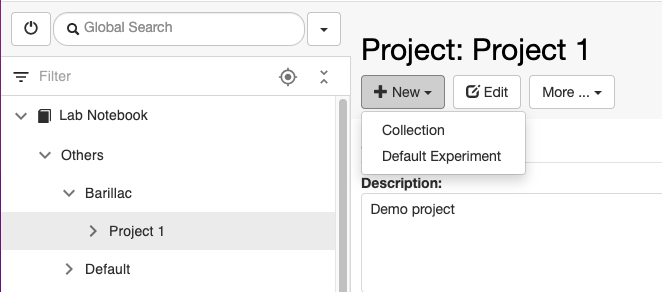 Global Search
Filter
Lab Notebook
Others
Barillac
Project 1
Default
Project: Project 1
New Edit More ...
Collection
Default Experiment
Description:
Demo project